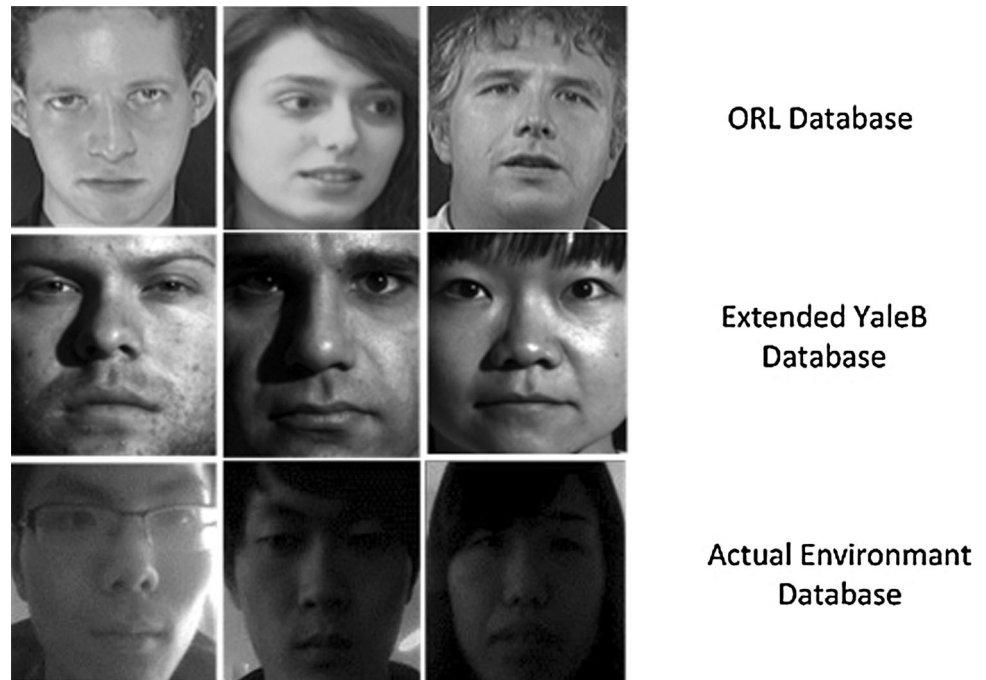 ORL Database
Extended YaleB
Database
Actual Environmant
Database